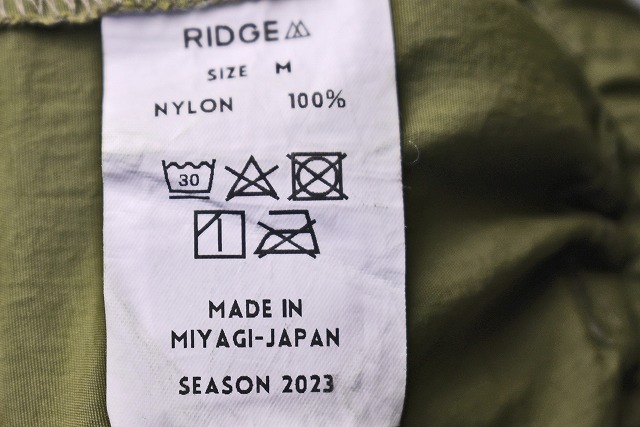 RIDGE
SIZE M
NYLON 100%
30
MADE IN
MIYAGI-JAPAN
SEASON 2023